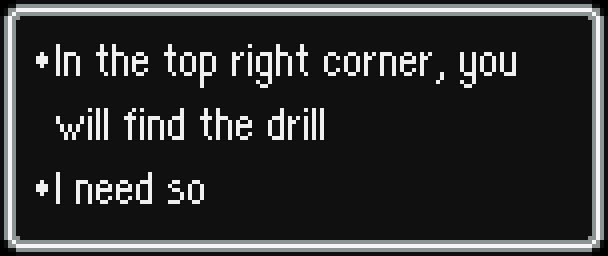 •In the top right corner, you
will find the drill
•I need so